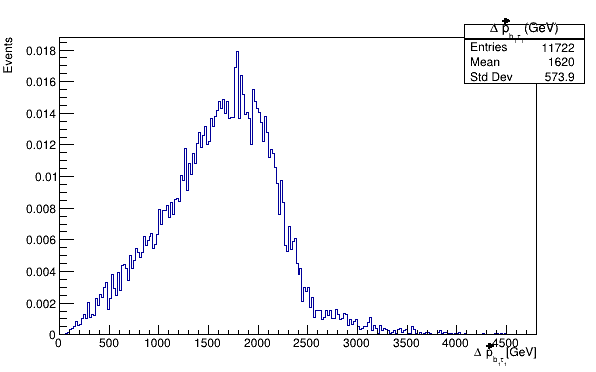 Δ p⃗_{b₁τ₁} (GeV)
Entries 11722
Mean 1620
Std Dev 573.9
Events
0.018
0.016
0.014
0.012
0.01
0.008
0.006
0.004
0.002
0
0 500 1000 1500 2000 2500 3000 3500 4000 4500
Δ p⃗_{b₁τ₁} [GeV]